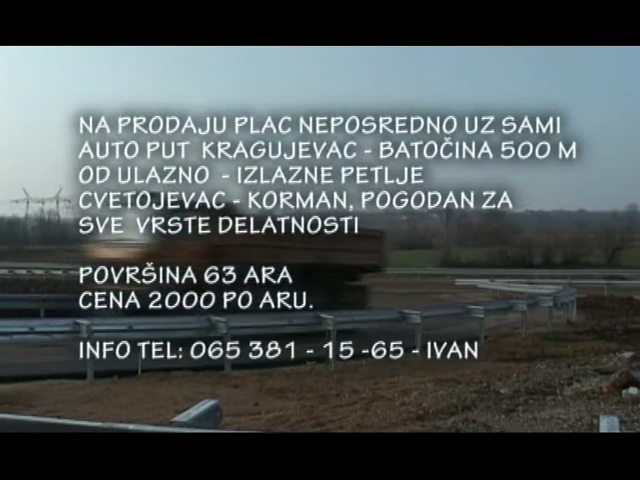 NA PRODAJU PLAC NEPOSREDNO UZ SAMI
AUTO PUT KRAGUJEVAC - BATOČINA 500 M
OD ULAZNO - IZLAZNE PETLJE
CVETOJEVAC - KORMAN, POGODAN ZA
SVE VRSTE DELATNOSTI
POVRŠINA 63 ARA
CENA 2000 PO ARU.
INFO TEL: 065 381 - 15 -65 - IVAN